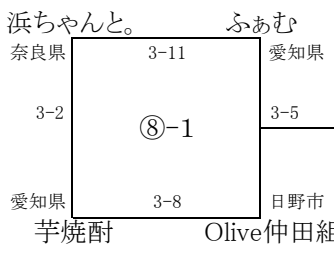 浜ちゃんと。 ふぁむ
奈良県 3-11 愛知県
3-2 ⑧-1 3-5
愛知県 3-8 日野市
芋焼酎 Olive仲田組